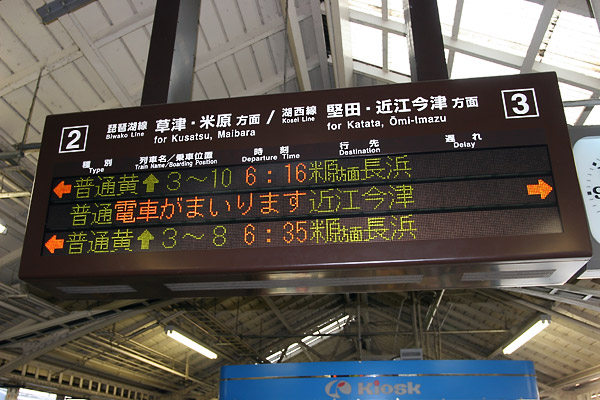 2 琵琶湖線 草津・米原 方面 / 湖西線 堅田・近江今津 方面 3
Biwako Line for Kusatsu, Maibara Kosei Line for Katata, Ōmi-Imazu
種別 列車名/乗車位置 時刻 行先 遅れ
Type Train Name/Boarding Position Departure Time Destination Delay
← 普通黄↑3～10 6:16 米原方面長浜 →
普通電車がまいります近江今津
← 普通黄↑3～8 6:35 米原方面長浜
Kiosk